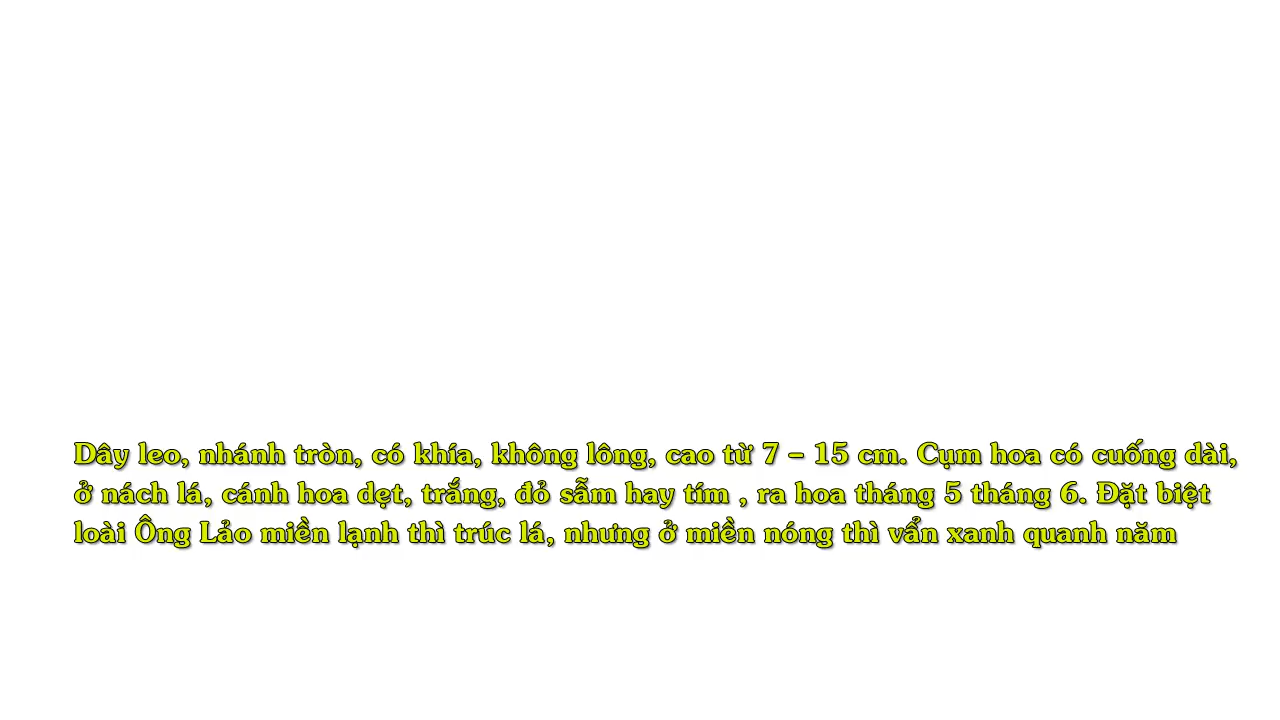 Dây leo, nhánh tròn, có khía, không lông, cao từ 7 – 15 cm. Cụm hoa có cuống dài,
ở nách lá, cánh hoa dẹt, trắng, đỏ sẫm hay tím , ra hoa tháng 5 tháng 6. Đặt biệt
loài Ông Lảo miền lạnh thì trúc lá, nhưng ở miền nóng thì vẩn xanh quanh năm